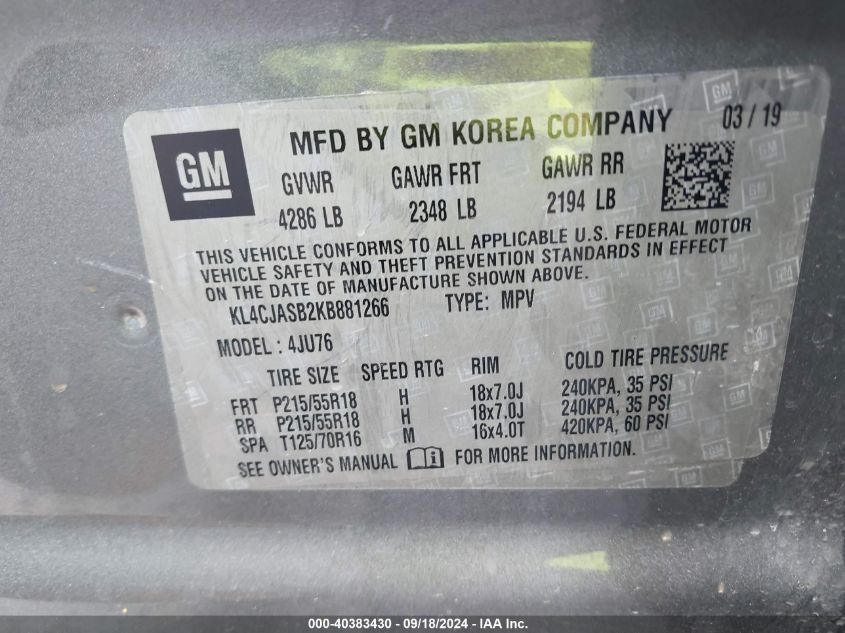 GM
MFD BY GM KOREA COMPANY 03 / 19
GVWR GAWR FRT GAWR RR
4286 LB 2348 LB 2194 LB
THIS VEHICLE CONFORMS TO ALL APPLICABLE U.S. FEDERAL MOTOR
VEHICLE SAFETY AND THEFT PREVENTION STANDARDS IN EFFECT
ON THE DATE OF MANUFACTURE SHOWN ABOVE.
KL4CJASB2KB881266 TYPE: MPV
MODEL : 4JU76
TIRE SIZE SPEED RTG RIM COLD TIRE PRESSURE
FRT P215/55R18 H 18x7.0J 240KPA, 35 PSI
RR P215/55R18 H 18x7.0J 240KPA, 35 PSI
SPA T125/70R16 M 16x4.0T 420KPA, 60 PSI
SEE OWNER'S MANUAL i FOR MORE INFORMATION.
000-40383430 - 09/18/2024 - IAA Inc.